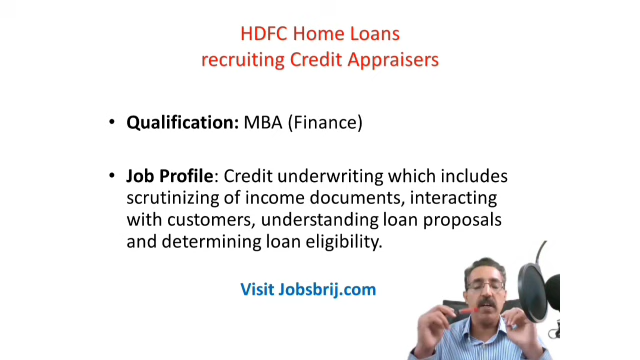 HDFC Home Loans
recruiting Credit Appraisers
• Qualification: MBA (Finance)
• Job Profile: Credit underwriting which includes
scrutinizing of income documents, interacting
with customers, understanding loan proposals
and determining loan eligibility.
Visit Jobsbrij.com